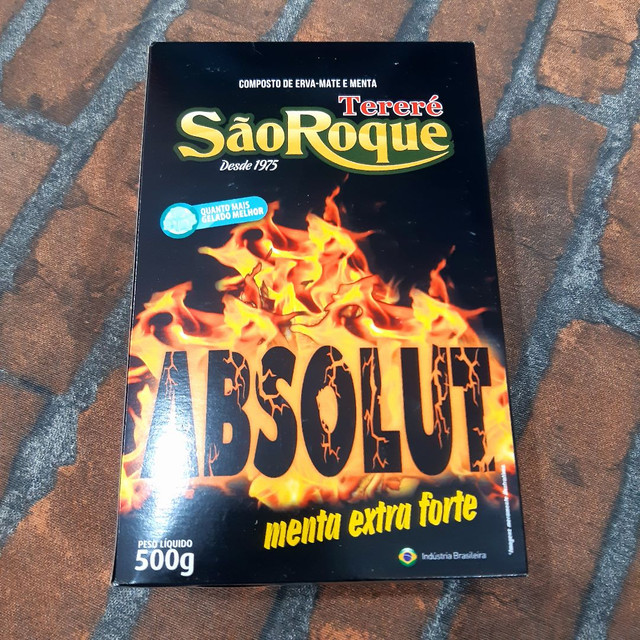 COMPOSTO DE ERVA-MATE E MENTA
Tereré
SãoRoque
Desde 1975
QUANTO MAIS
GELADO MELHOR
ABSOLUT
menta extra forte
PESO LÍQUIDO
500g
Indústria Brasileira